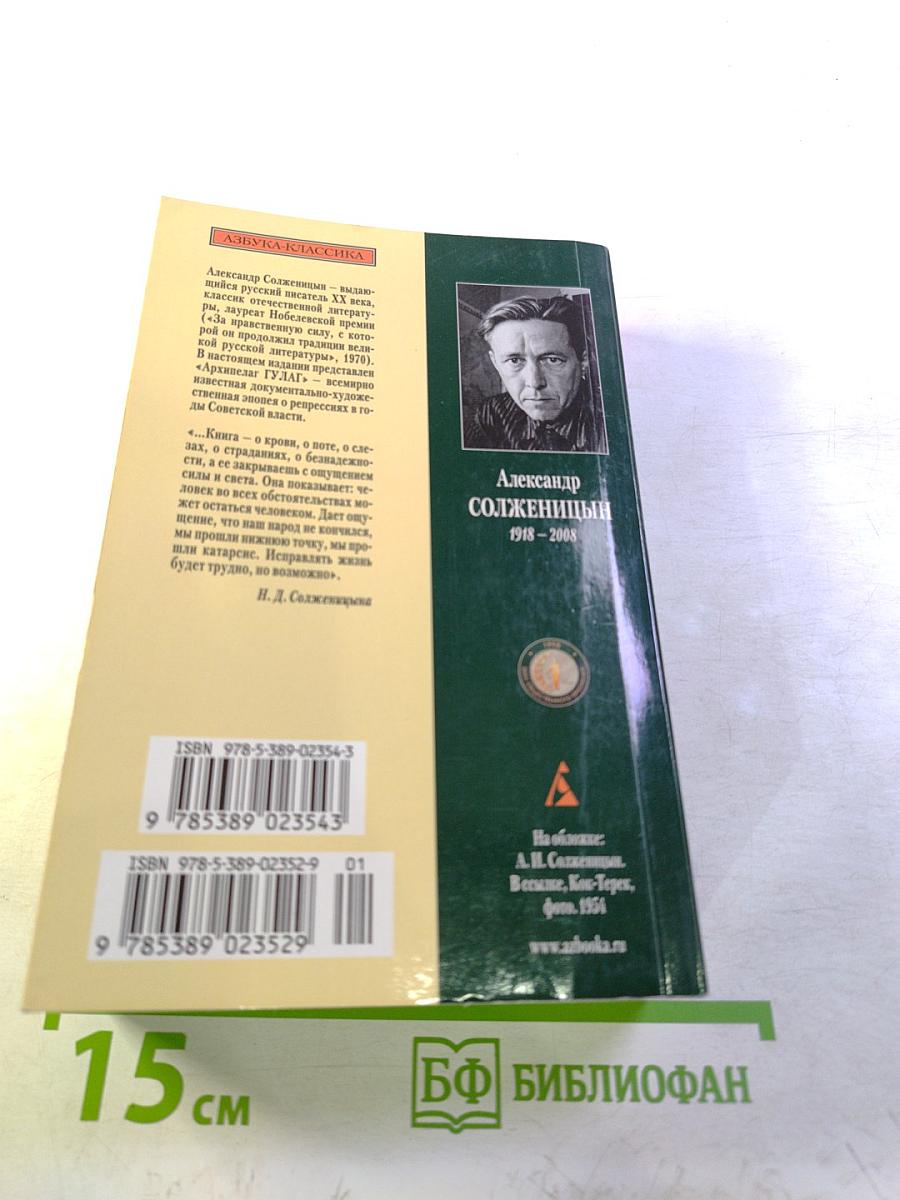 АЗБУКА-КЛАССИКА
Александр Солженицын – выдаю-
щийся русский писатель XX века,
классик отечественной литерату-
ры, лауреат Нобелевской премии
(«За нравственную силу, с кото-
рой он продолжил традиции вели-
кой русской литературы», 1970).
В настоящем издании представлен
«Архипелаг ГУЛАГ» – всемирно
известная документально-художе-
ственная эпопея о репрессиях в го-
ды Советской власти.
«...Книга – о крови, о поте, о сле-
зах, о страданиях, о безнадежно-
сти, а ее закрываешь с ощущением
силы и света. Она показывает: че-
ловек во всех обстоятельствах мо-
жет остаться человеком. Дает ощу-
щение, что наш народ не кончился,
мы прошли нижнюю точку, мы про-
шли катарсис. Исправлять жизнь
будет трудно, но возможно».
Н. Д. Солженицына
ISBN 978-5-389-02354-3
9 785389 023543
ISBN 978-5-389-02352-9 01
9 785389 023529
Александр
СОЛЖЕНИЦЫН
1918 – 2008
На обложке:
А. И. Солженицын.
В ссылке, Кок-Терек,
фото. 1954
www.azbooka.ru
15 см
БФ БИБЛИОФАН